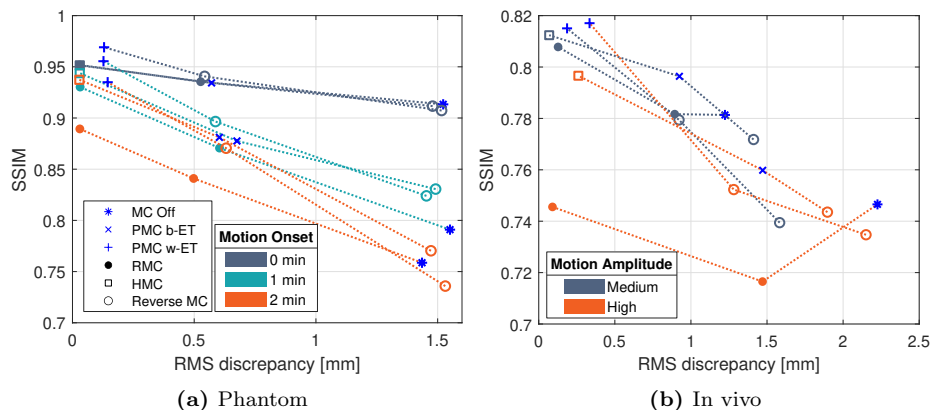 1
0.95
0.9
0.85
0.8
0.75
0.7
SSIM
0
0.5
1
1.5
RMS discrepancy [mm]
MC Off
PMC b-ET
PMC w-ET
RMC
HMC
Reverse MC
Motion Onset
0 min
1 min
2 min
(a) Phantom
0.82
0.8
0.78
0.76
0.74
0.72
0.7
SSIM
0
0.5
1
1.5
2
2.5
RMS discrepancy [mm]
Motion Amplitude
Medium
High
(b) In vivo